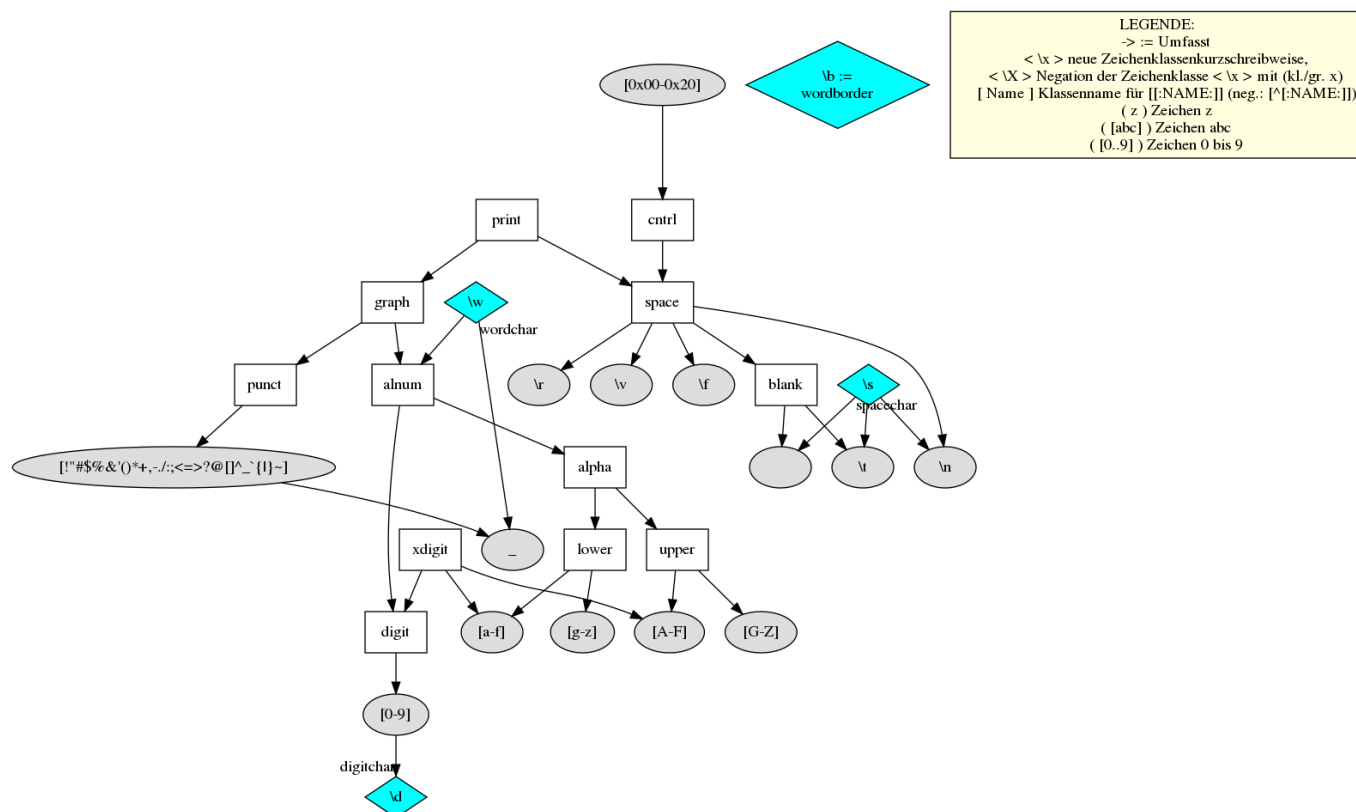 LEGENDE:
-> := Umfasst
< \x > neue Zeichenklassenkurzschreibweise,
< \X > Negation der Zeichenklasse < \x > mit (kl./gr. x)
[ Name ] Klassenname für [[:NAME:]] (neg.: [^[:NAME:]])
( z ) Zeichen z
( [abc] ) Zeichen abc
( [0..9] ) Zeichen 0 bis 9
[0x00-0x20]
\b :=
wordborder
print
cntrl
graph
\w
wordchar
space
punct
alnum
\r
\v
\f
blank
\s
spacechar
[!"#$%&'()*+,-./:;<=>?@[]^_`{|}~]
alpha
\t
\n
xdigit
_
lower
upper
digit
[a-f]
[g-z]
[A-F]
[G-Z]
[0-9]
digitchar
\d